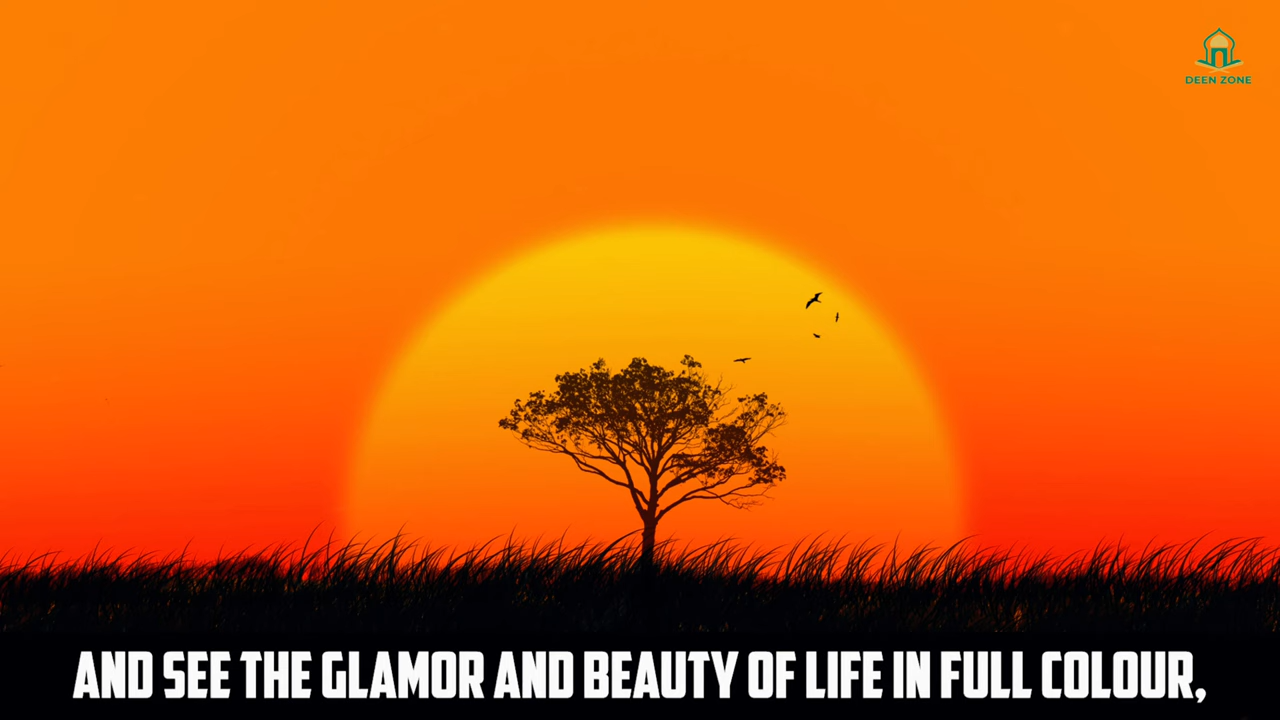 DEEN ZONE
AND SEE THE GLAMOR AND BEAUTY OF LIFE IN FULL COLOUR,